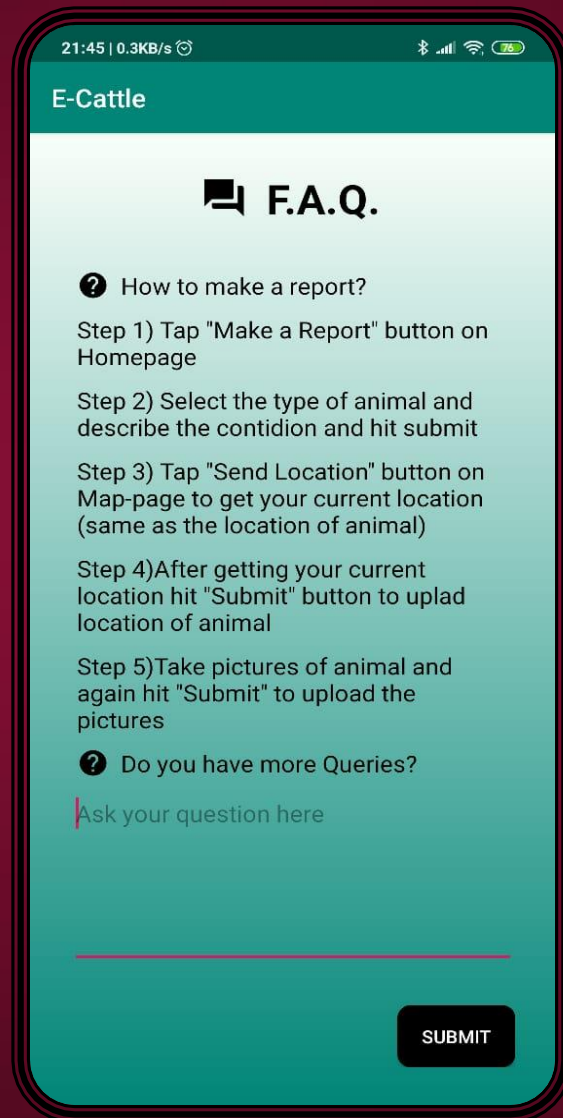 21:45 | 0.3KB/s
76
E-Cattle
F.A.Q.
How to make a report?
Step 1) Tap "Make a Report" button on
Homepage
Step 2) Select the type of animal and
describe the contidion and hit submit
Step 3) Tap "Send Location" button on
Map-page to get your current location
(same as the location of animal)
Step 4)After getting your current
location hit "Submit" button to uplad
location of animal
Step 5)Take pictures of animal and
again hit "Submit" to upload the
pictures
Do you have more Queries?
Ask your question here
SUBMIT